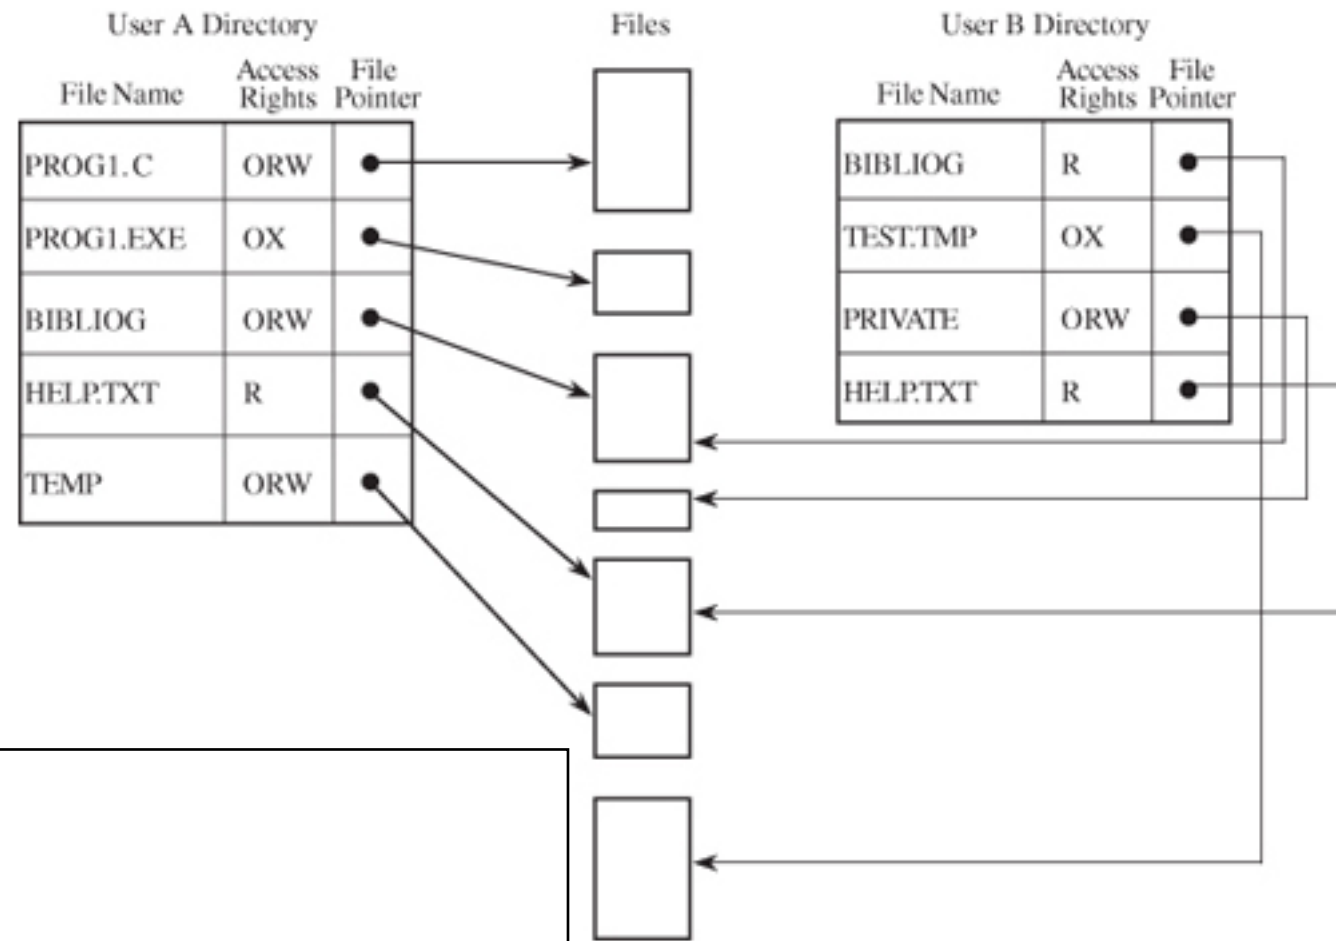 User A Directory
File Name Access Rights File Pointer
PROG1.C ORW
PROG1.EXE OX
BIBLIOG ORW
HELP.TXT R
TEMP ORW
Files
User B Directory
File Name Access Rights File Pointer
BIBLIOG R
TEST.TMP OX
PRIVATE ORW
HELP.TXT R